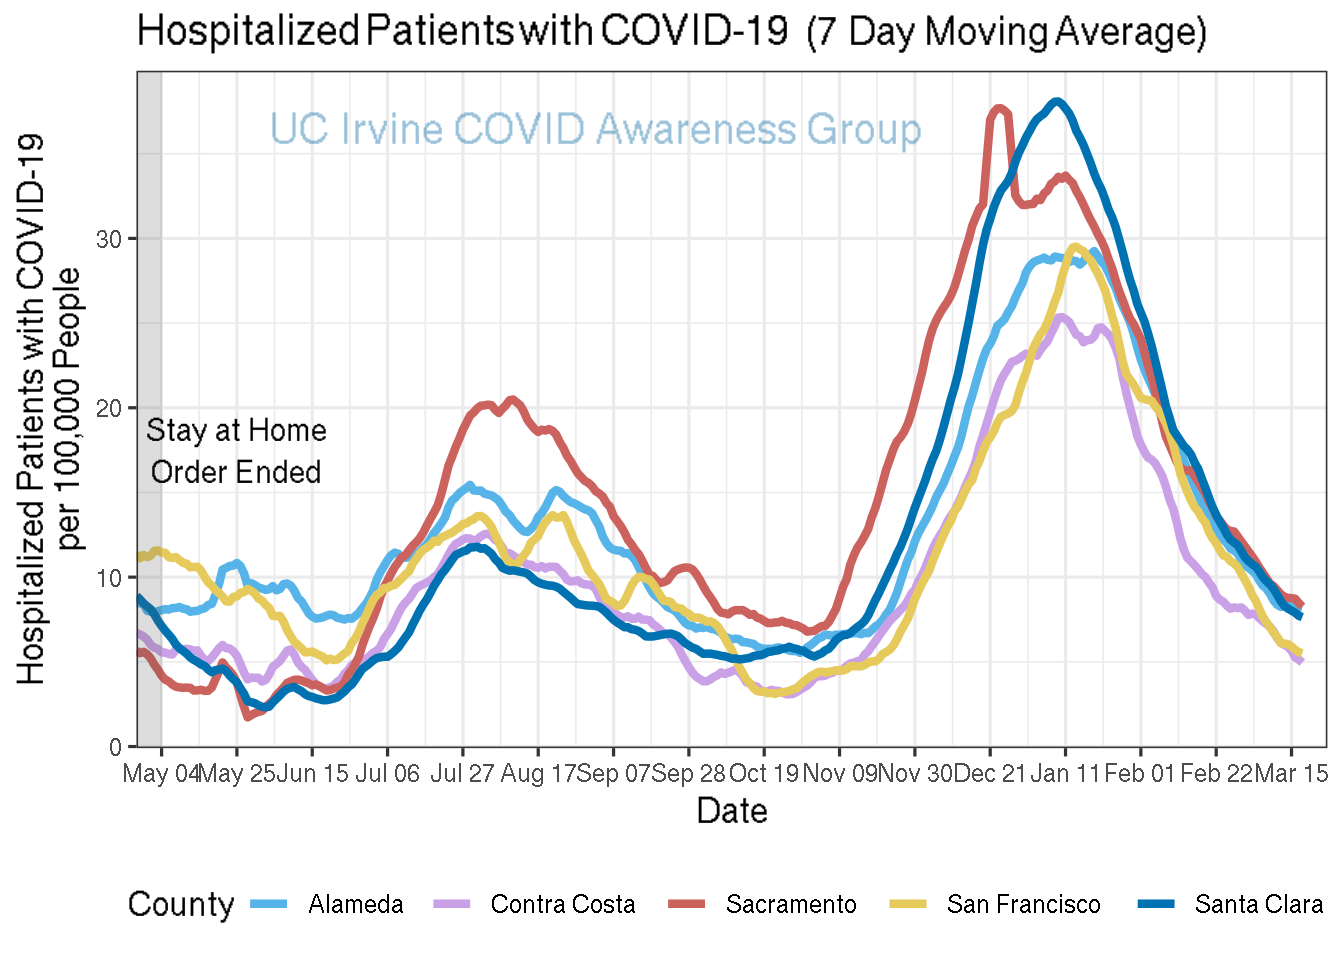 Hospitalized Patients with COVID-19 (7 Day Moving Average)
UC Irvine COVID Awareness Group
Hospitalized Patients with COVID-19
per 100,000 People
30
20
10
0
Stay at Home
Order Ended
May 04 May 25 Jun 15 Jul 06 Jul 27 Aug 17 Sep 07 Sep 28 Oct 19 Nov 09 Nov 30 Dec 21 Jan 11 Feb 01 Feb 22 Mar 15
Date
County Alameda Contra Costa Sacramento San Francisco Santa Clara